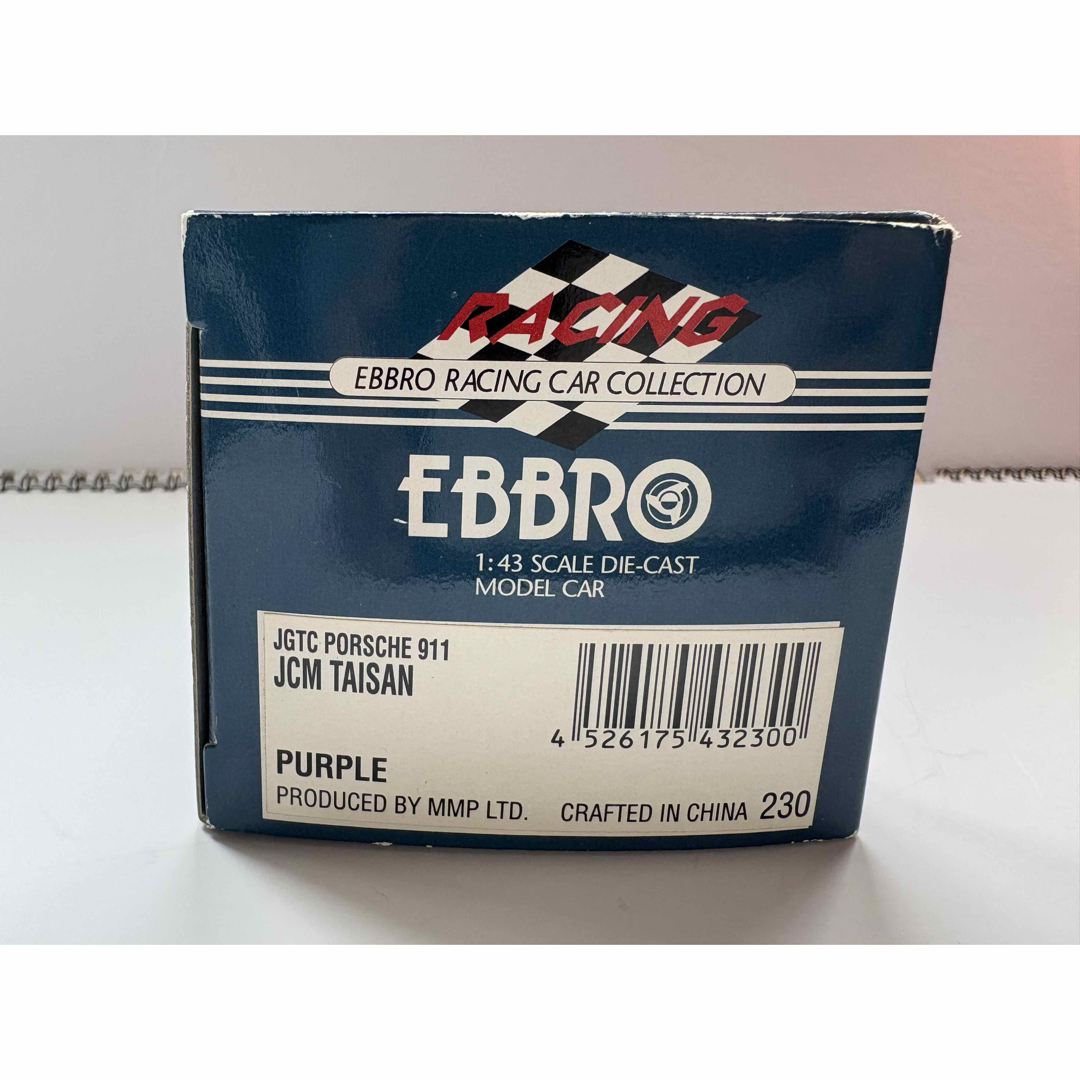 RACING
EBBRO RACING CAR COLLECTION
EBBRO
1:43 SCALE DIE-CAST
MODEL CAR
JGTC PORSCHE 911
JCM TAISAN
4 526175 432300
PURPLE
PRODUCED BY MMP LTD. CRAFTED IN CHINA 230